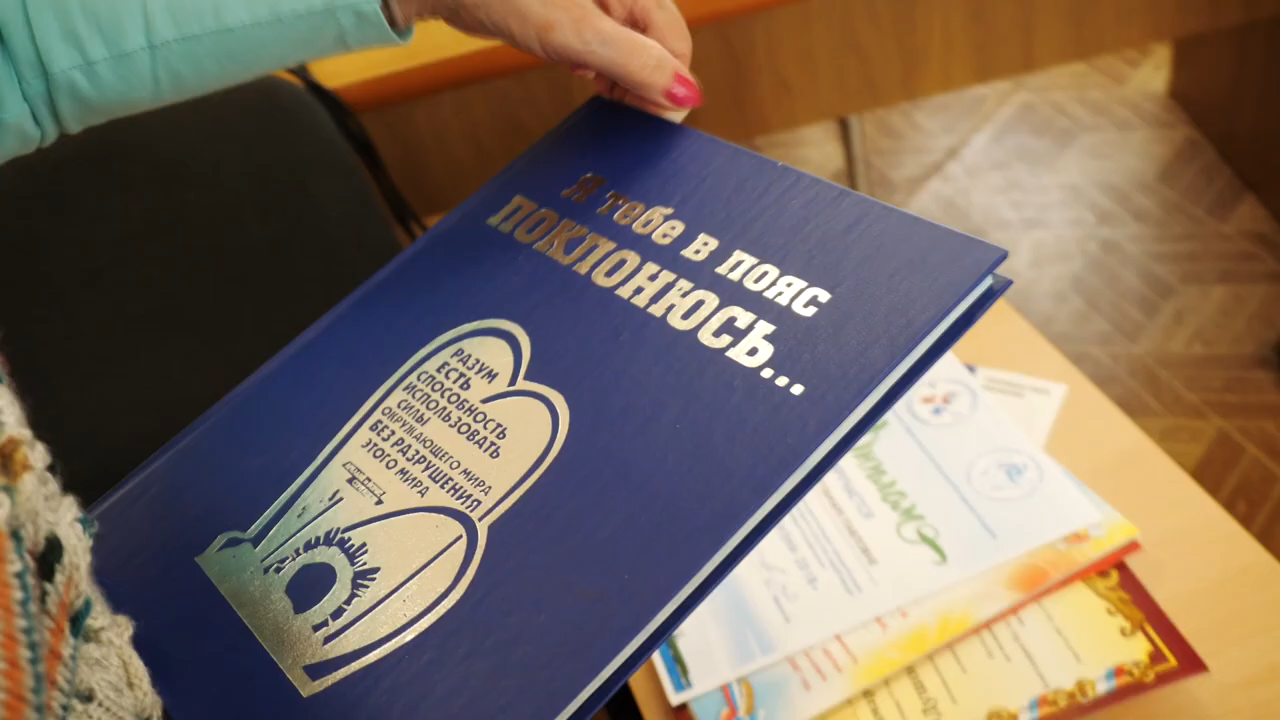 Я тебе в пояс
ПОКЛОНЮСЬ...
РАЗУМ
ЕСТЬ
СПОСОБНОСТЬ
ИСПОЛЬЗОВАТЬ
СИЛЫ
ОКРУЖАЮЩЕГО МИРА
БЕЗ РАЗРУШЕНИЯ
ЭТОГО МИРА